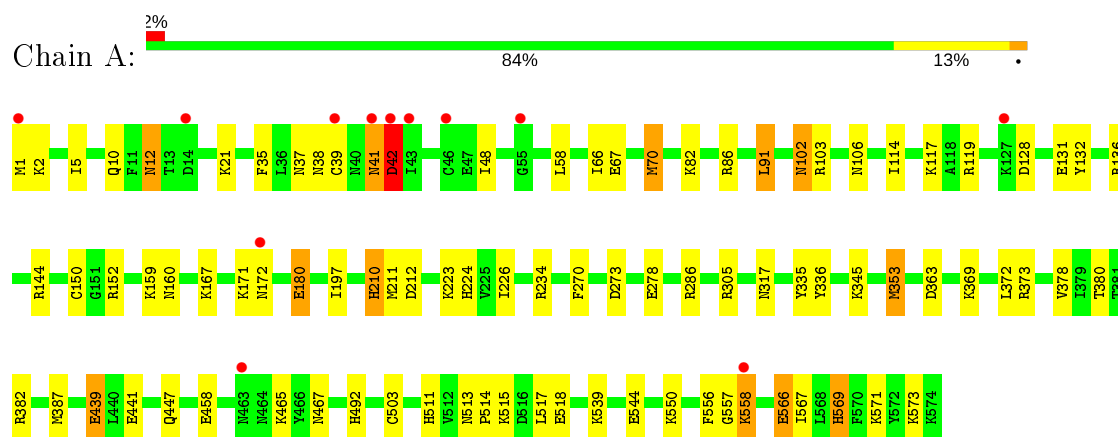 2%
Chain A:
84% 13% •
M1 K2 I5 Q10 F11 N12 T13 D14 K21 F35 L36 N37 N38 C39 N40 N41 D42 I43 C46 E47 I48 G55 L58 I66 E67 M70 K82 R86 L91 N102 R103 N106 I114 K117 A118 R119 K127 D128 E131 Y132 R136
R144 C150 G151 R152 K159 N160 K167 K171 N172 E180 I197 H210 M211 D212 K223 H224 V225 I226 R234 F270 D273 E278 R286 R305 N317 Y335 Y336 K345 M353 D363 K369 L372 R373 V378 I379 T380 T381
R382 M387 E439 L440 E441 Q447 E458 N463 N464 K465 Y466 N467 H492 C503 H511 V512 N513 P514 K515 D516 L517 E518 K539 E544 K550 F556 G557 K558 E566 I567 L568 H569 F570 K571 Y572 K573 K574